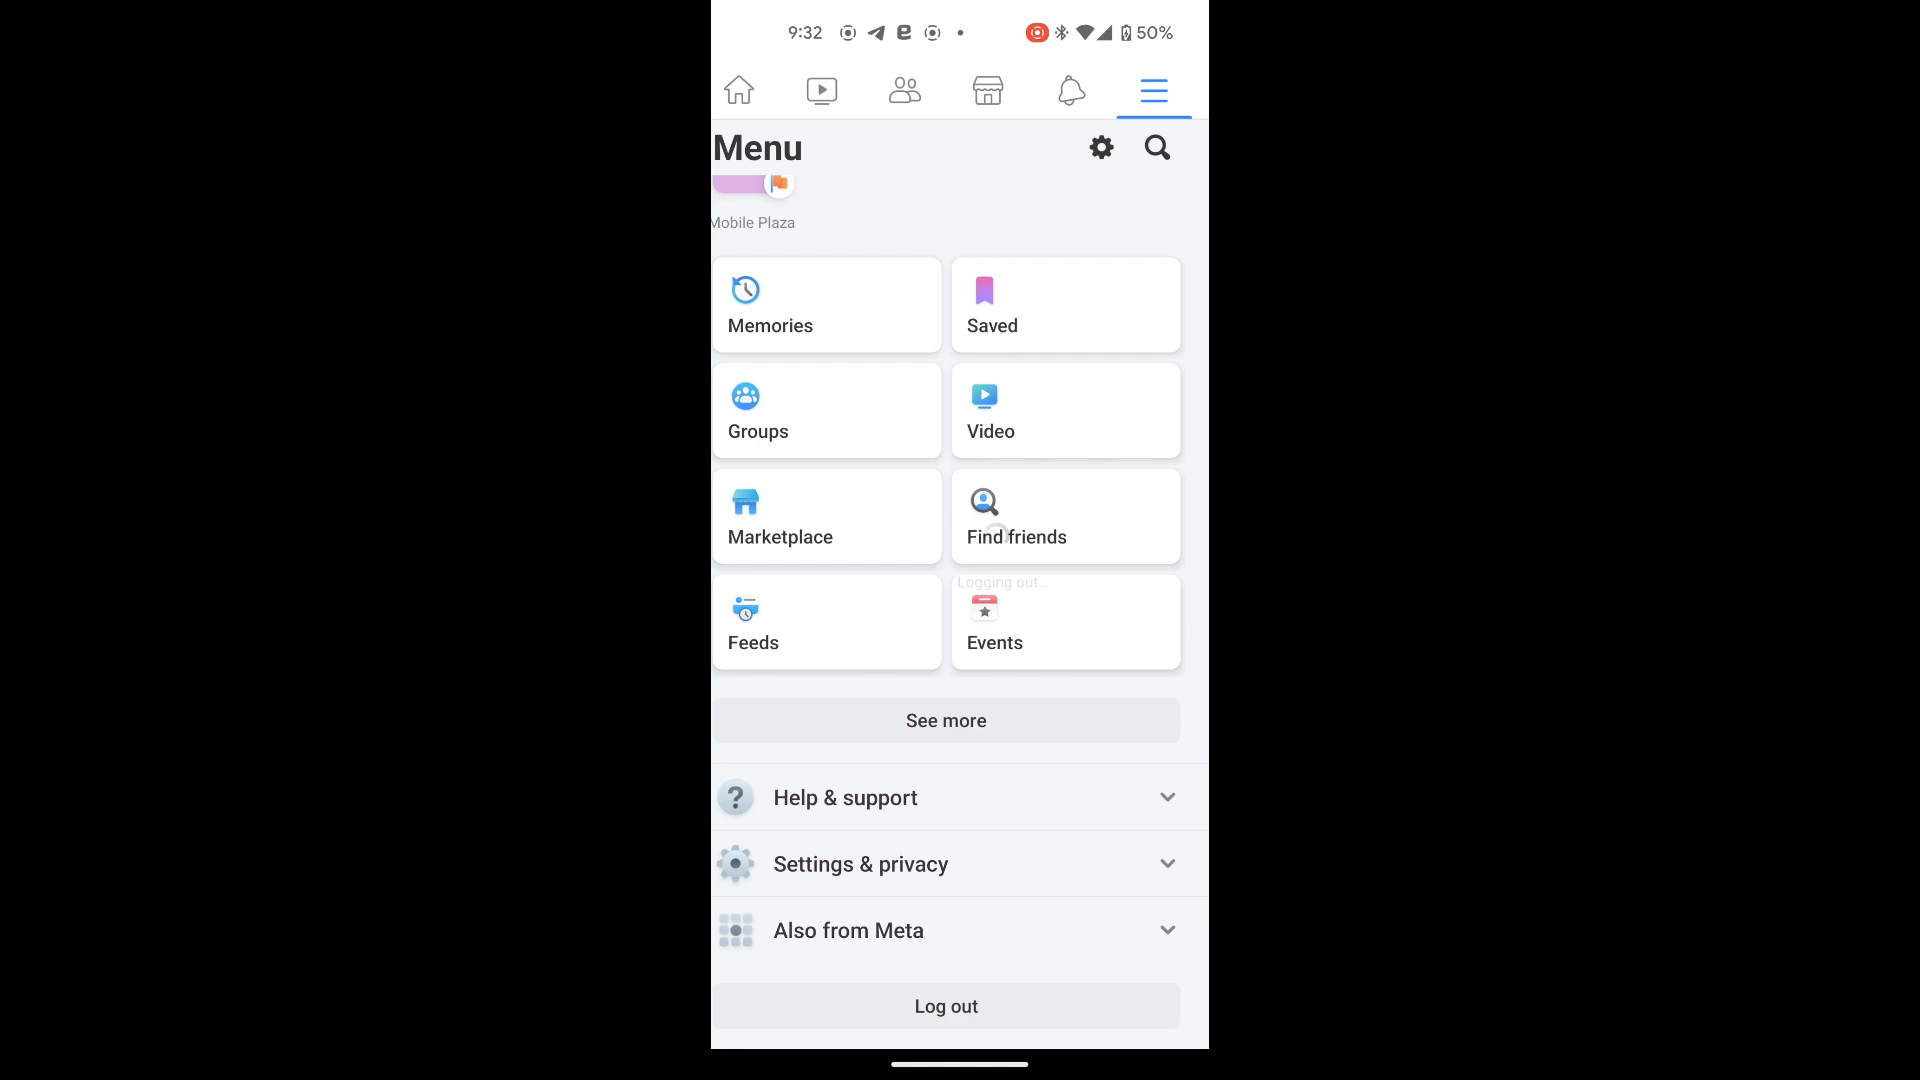 9:32
50%
Menu
Mobile Plaza
Memories
Saved
Groups
Video
Marketplace
Find friends
Logging out...
Feeds
Events
See more
Help & support
Settings & privacy
Also from Meta
Log out